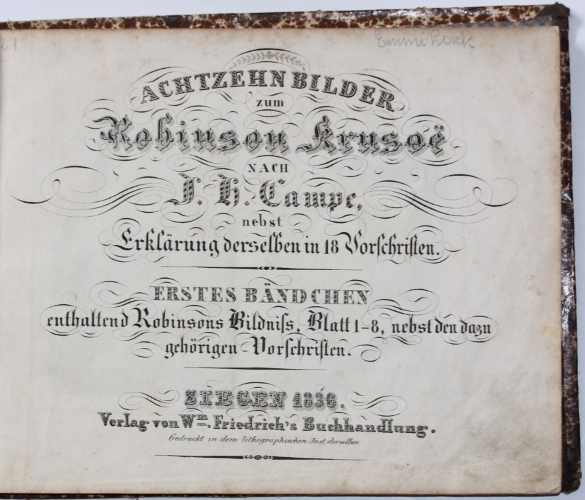 21
ACHTZEHN BILDER
zum
Robinson Krusoë
NACH
J. H. Campe,
nebst
Erklärung derselben in 18 Vorschriften.
ERSTES BÄNDCHEN
enthaltend Robinsons Bildniſs, Blatt 1-8, nebst den dazu
gehörigen Vorschriften.
SIEGEN 1836.
Verlag von Wm. Friedrich's Buchhandlung.
Gedruckt in dem lithographischen Inst. derselben